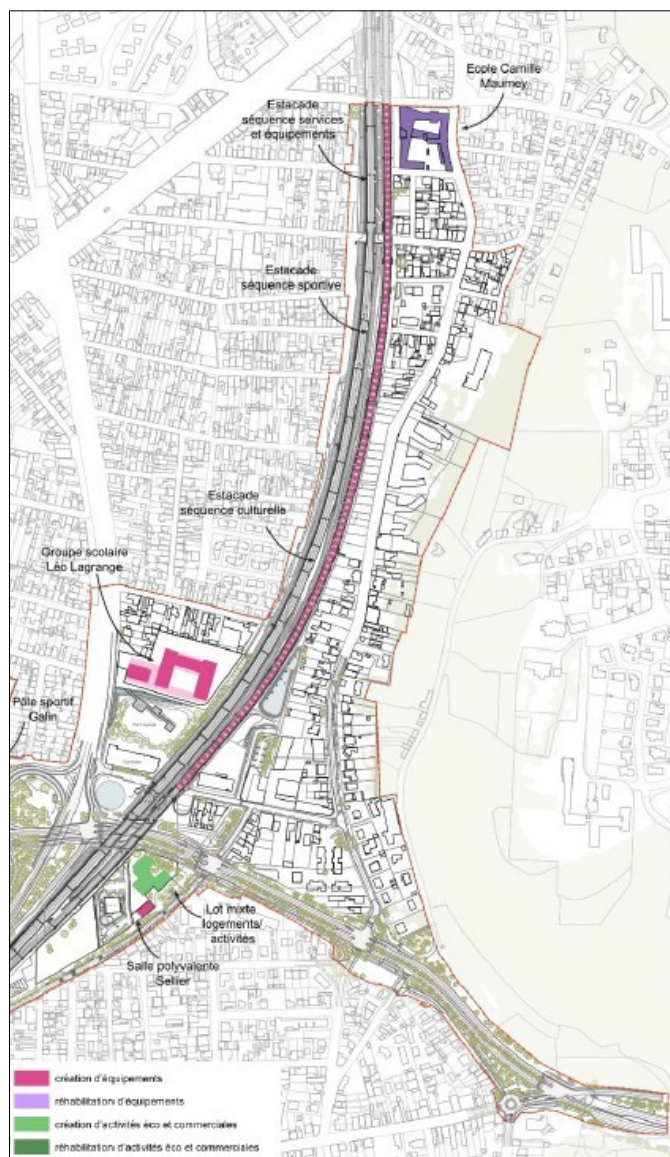 Ecole Camille
Maumey
Estacade
séquence services
et équipements
Estacade
séquence sportive
Estacade
séquence culturelle
Groupe scolaire
Léo Lagrange
Pôle sportif
Galin
Lot mixte
logements/
activités
Salle polyvalente
Sellier
création d'équipements
réhabilitation d'équipements
création d'activités éco et commerciales
réhabilitation d'activités éco et commerciales